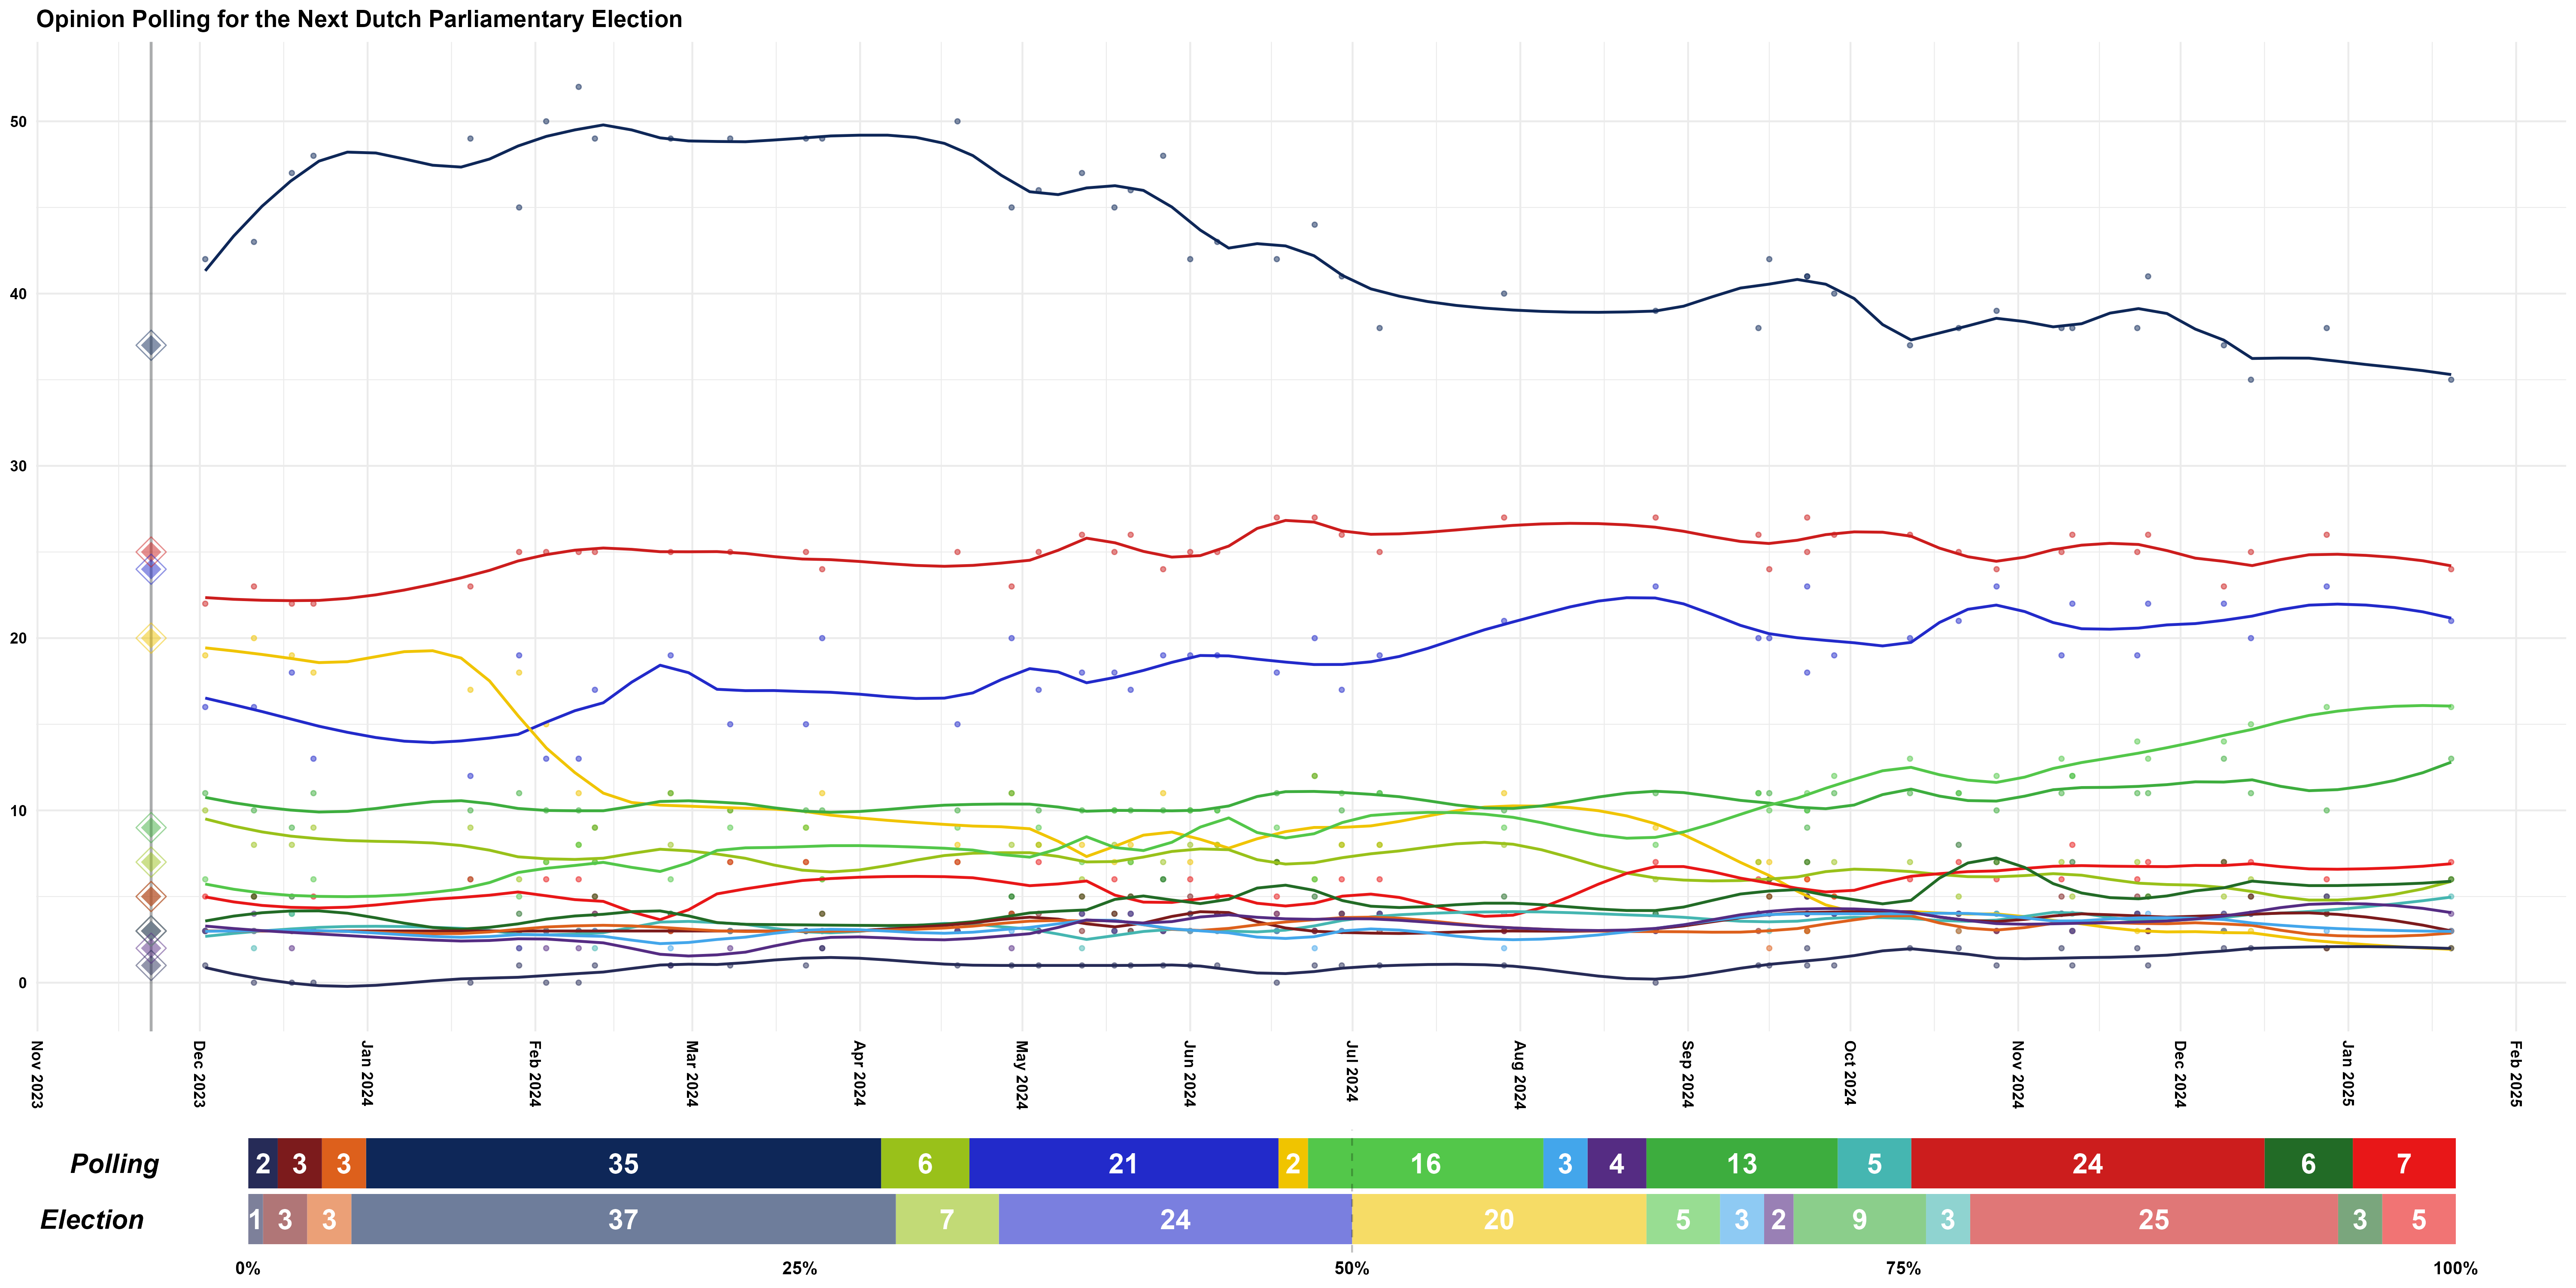 Opinion Polling for the Next Dutch Parliamentary Election
50
40
30
20
10
0
Nov 2023
Dec 2023
Jan 2024
Feb 2024
Mar 2024
Apr 2024
May 2024
Jun 2024
Jul 2024
Aug 2024
Sep 2024
Oct 2024
Nov 2024
Dec 2024
Jan 2025
Feb 2025
Polling 2 3 3 35 6 21 2 16 3 4 13 5 24 6 7
Election 1 3 3 37 7 24 20 5 3 2 9 3 25 3 5
0% 25% 50% 75% 100%